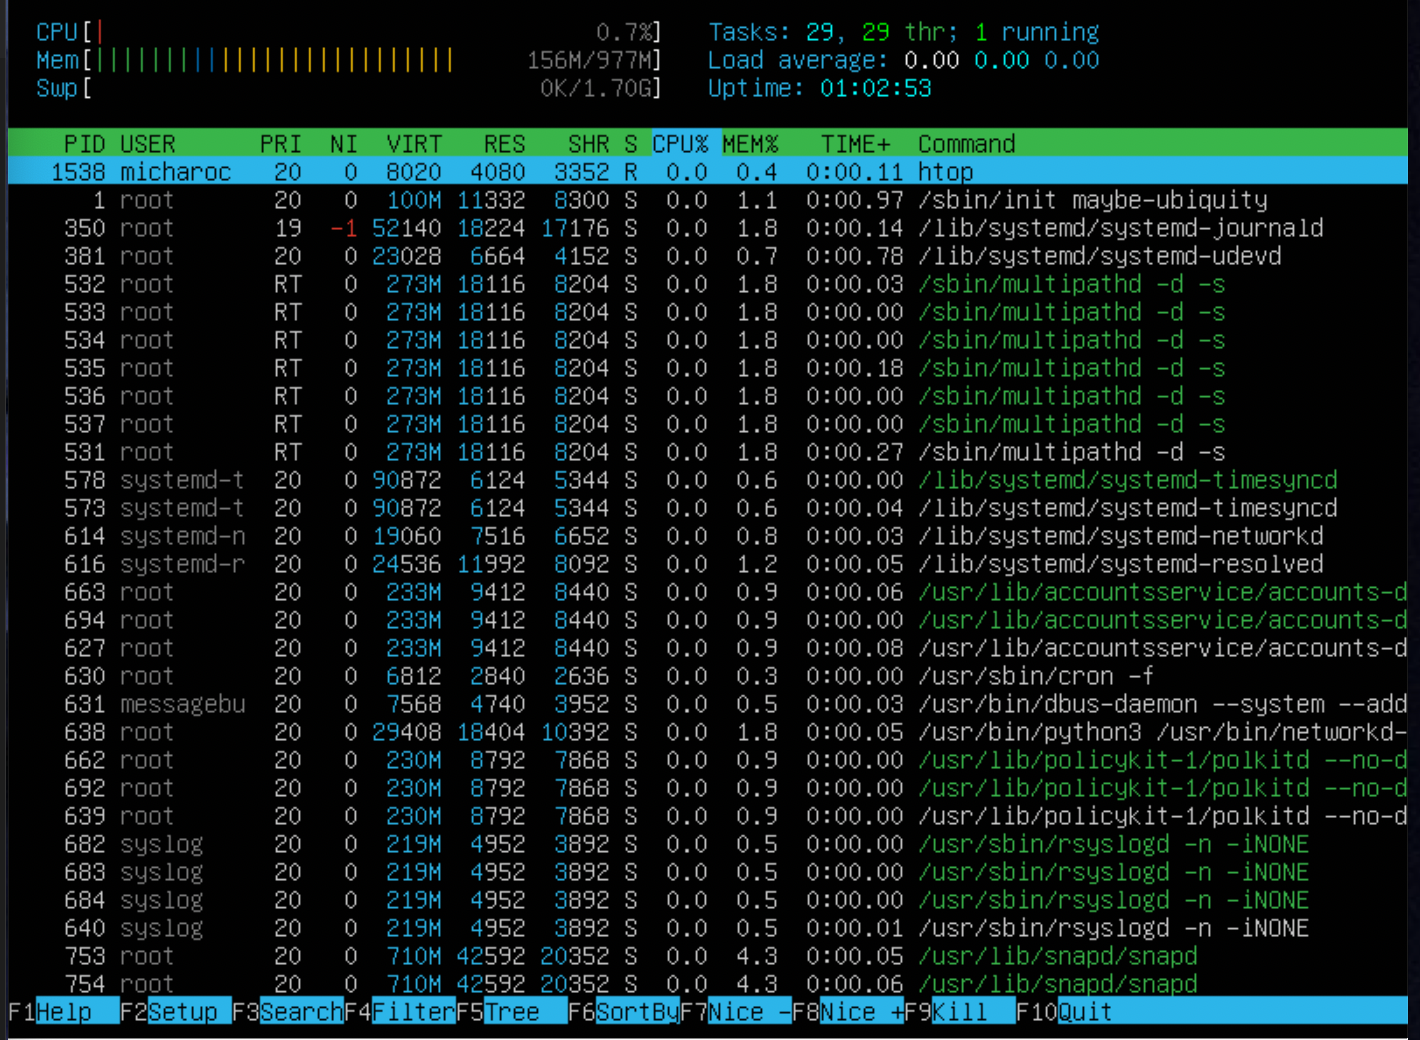 CPU[| 0.7%] Tasks: 29, 29 thr; 1 running
Mem[|||||||||||||||||||||||||| 156M/977M] Load average: 0.00 0.00 0.00
Swp[ 0K/1.70G] Uptime: 01:02:53
PID USER PRI NI VIRT RES SHR S CPU% MEM% TIME+ Command
1538 micharoc 20 0 8020 4080 3352 R 0.0 0.4 0:00.11 htop
1 root 20 0 100M 11332 8300 S 0.0 1.1 0:00.97 /sbin/init maybe-ubiquity
350 root 19 -1 52140 18224 17176 S 0.0 1.8 0:00.14 /lib/systemd/systemd-journald
381 root 20 0 23028 6664 4152 S 0.0 0.7 0:00.78 /lib/systemd/systemd-udevd
532 root RT 0 273M 18116 8204 S 0.0 1.8 0:00.03 /sbin/multipathd -d -s
533 root RT 0 273M 18116 8204 S 0.0 1.8 0:00.00 /sbin/multipathd -d -s
534 root RT 0 273M 18116 8204 S 0.0 1.8 0:00.00 /sbin/multipathd -d -s
535 root RT 0 273M 18116 8204 S 0.0 1.8 0:00.18 /sbin/multipathd -d -s
536 root RT 0 273M 18116 8204 S 0.0 1.8 0:00.00 /sbin/multipathd -d -s
537 root RT 0 273M 18116 8204 S 0.0 1.8 0:00.00 /sbin/multipathd -d -s
531 root RT 0 273M 18116 8204 S 0.0 1.8 0:00.27 /sbin/multipathd -d -s
578 systemd-t 20 0 90872 6124 5344 S 0.0 0.6 0:00.00 /lib/systemd/systemd-timesyncd
573 systemd-t 20 0 90872 6124 5344 S 0.0 0.6 0:00.04 /lib/systemd/systemd-timesyncd
614 systemd-n 20 0 19060 7516 6652 S 0.0 0.8 0:00.03 /lib/systemd/systemd-networkd
616 systemd-r 20 0 24536 11992 8092 S 0.0 1.2 0:00.05 /lib/systemd/systemd-resolved
663 root 20 0 233M 9412 8440 S 0.0 0.9 0:00.06 /usr/lib/accountsservice/accounts-d
694 root 20 0 233M 9412 8440 S 0.0 0.9 0:00.00 /usr/lib/accountsservice/accounts-d
627 root 20 0 233M 9412 8440 S 0.0 0.9 0:00.08 /usr/lib/accountsservice/accounts-d
630 root 20 0 6812 2840 2636 S 0.0 0.3 0:00.00 /usr/sbin/cron -f
631 messagebu 20 0 7568 4740 3952 S 0.0 0.5 0:00.03 /usr/bin/dbus-daemon --system --add
638 root 20 0 29408 18404 10392 S 0.0 1.8 0:00.05 /usr/bin/python3 /usr/bin/networkd-
662 root 20 0 230M 8792 7868 S 0.0 0.9 0:00.00 /usr/lib/policykit-1/polkitd --no-d
692 root 20 0 230M 8792 7868 S 0.0 0.9 0:00.00 /usr/lib/policykit-1/polkitd --no-d
639 root 20 0 230M 8792 7868 S 0.0 0.9 0:00.00 /usr/lib/policykit-1/polkitd --no-d
682 syslog 20 0 219M 4952 3892 S 0.0 0.5 0:00.00 /usr/sbin/rsyslogd -n -iNONE
683 syslog 20 0 219M 4952 3892 S 0.0 0.5 0:00.00 /usr/sbin/rsyslogd -n -iNONE
684 syslog 20 0 219M 4952 3892 S 0.0 0.5 0:00.00 /usr/sbin/rsyslogd -n -iNONE
640 syslog 20 0 219M 4952 3892 S 0.0 0.5 0:00.01 /usr/sbin/rsyslogd -n -iNONE
753 root 20 0 710M 42592 20352 S 0.0 4.3 0:00.05 /usr/lib/snapd/snapd
754 root 20 0 710M 42592 20352 S 0.0 4.3 0:00.06 /usr/lib/snapd/snapd
F1Help F2Setup F3SearchF4FilterF5Tree F6SortByF7Nice -F8Nice +F9Kill F10Quit